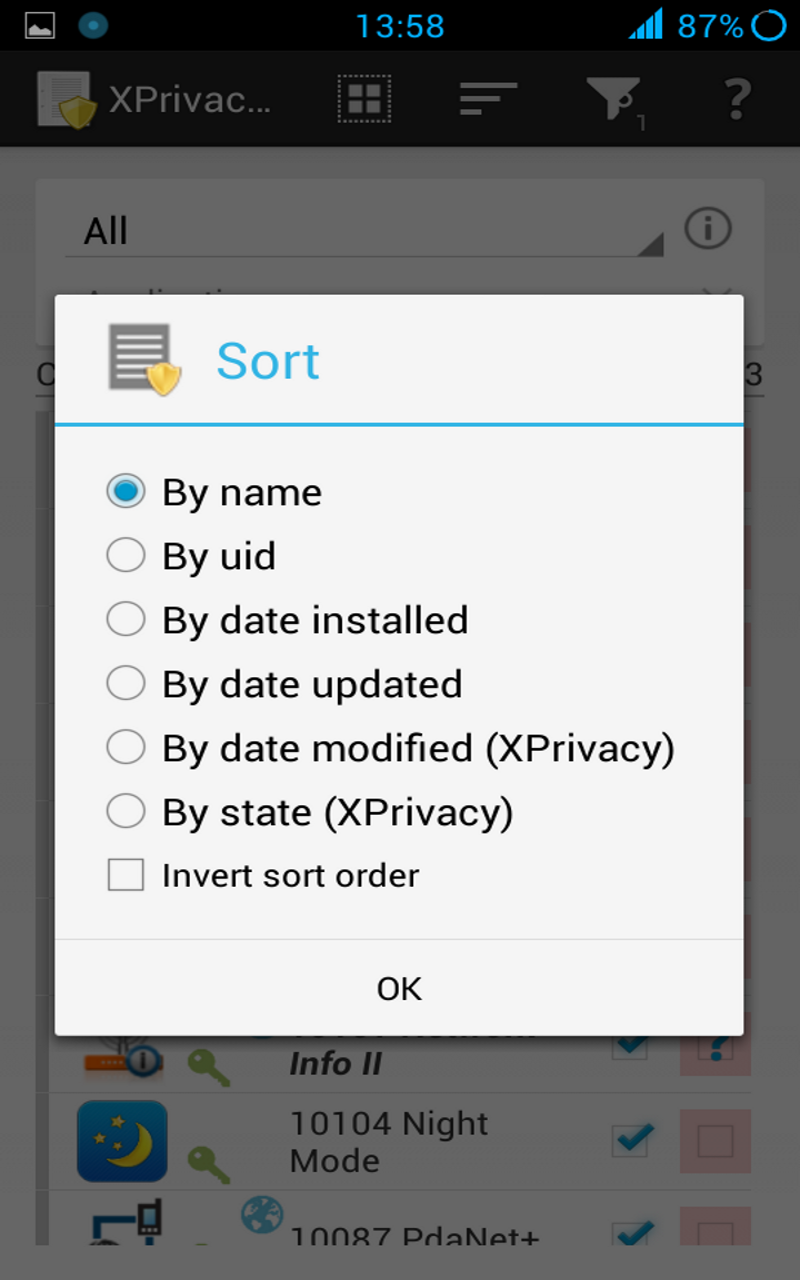 13:58
87%
XPrivac...
1
?
All
3
Sort
By name
By uid
By date installed
By date updated
By date modified (XPrivacy)
By state (XPrivacy)
Invert sort order
OK
Info II
10104 Night
Mode
10087 PdaNet+